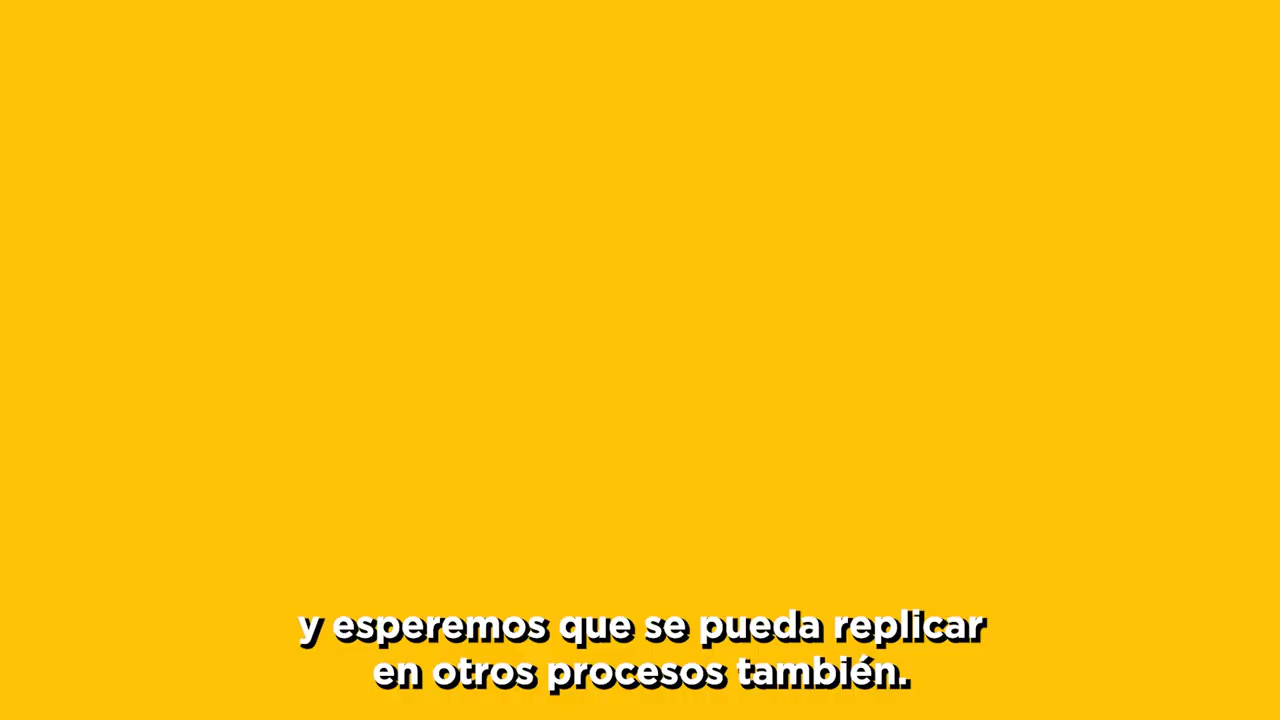 y esperemos que se pueda replicar
en otros procesos también.